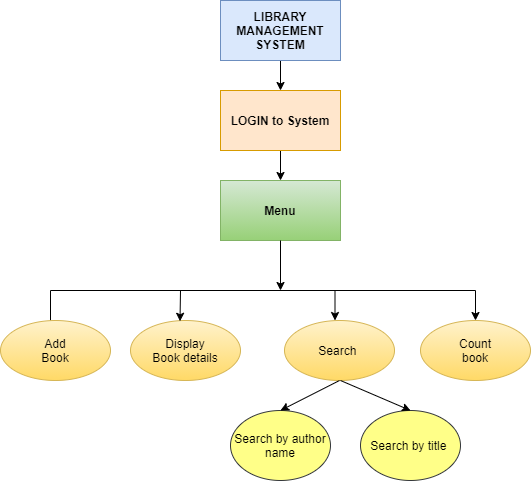 LIBRARY
MANAGEMENT
SYSTEM
LOGIN to System
Menu
Add
Book
Display
Book details
Search
Count
book
Search by author
name
Search by title